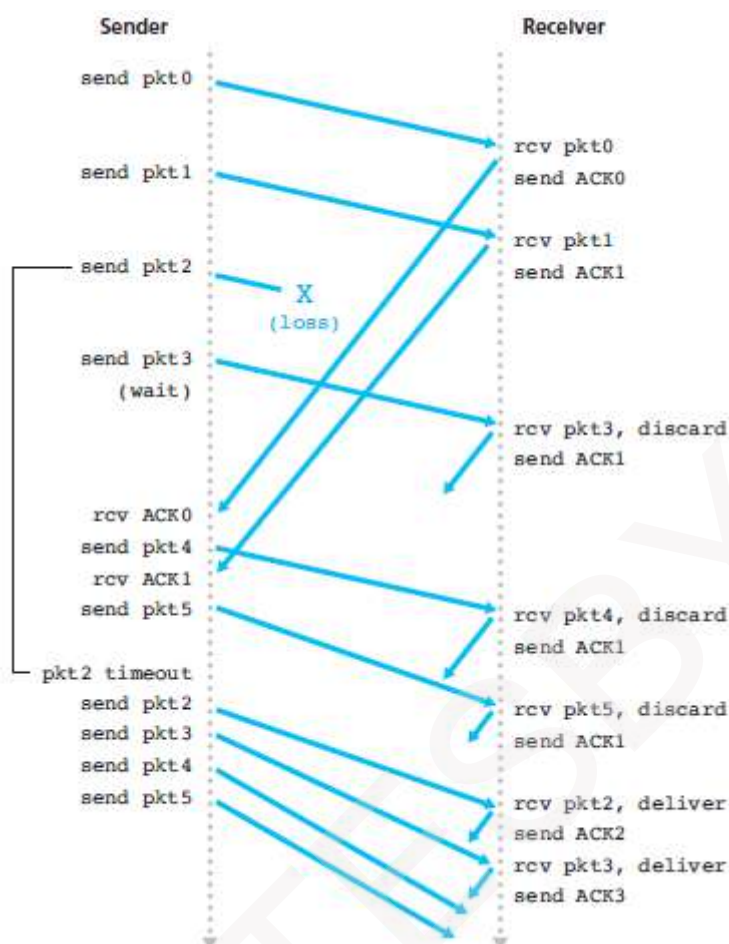 Sender
Receiver
send pkt0
rcv pkt0
send ACK0
send pkt1
rcv pkt1
send ACK1
send pkt2
X
(loss)
send pkt3
(wait)
rcv pkt3, discard
send ACK1
rcv ACK0
send pkt4
rcv ACK1
send pkt5
rcv pkt4, discard
send ACK1
pkt2 timeout
send pkt2
send pkt3
send pkt4
send pkt5
rcv pkt5, discard
send ACK1
rcv pkt2, deliver
send ACK2
rcv pkt3, deliver
send ACK3